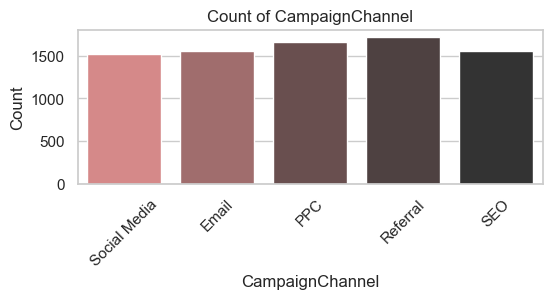 Count of CampaignChannel
Count
1500
1000
500
0
Social Media
Email
PPC
Referral
SEO
CampaignChannel